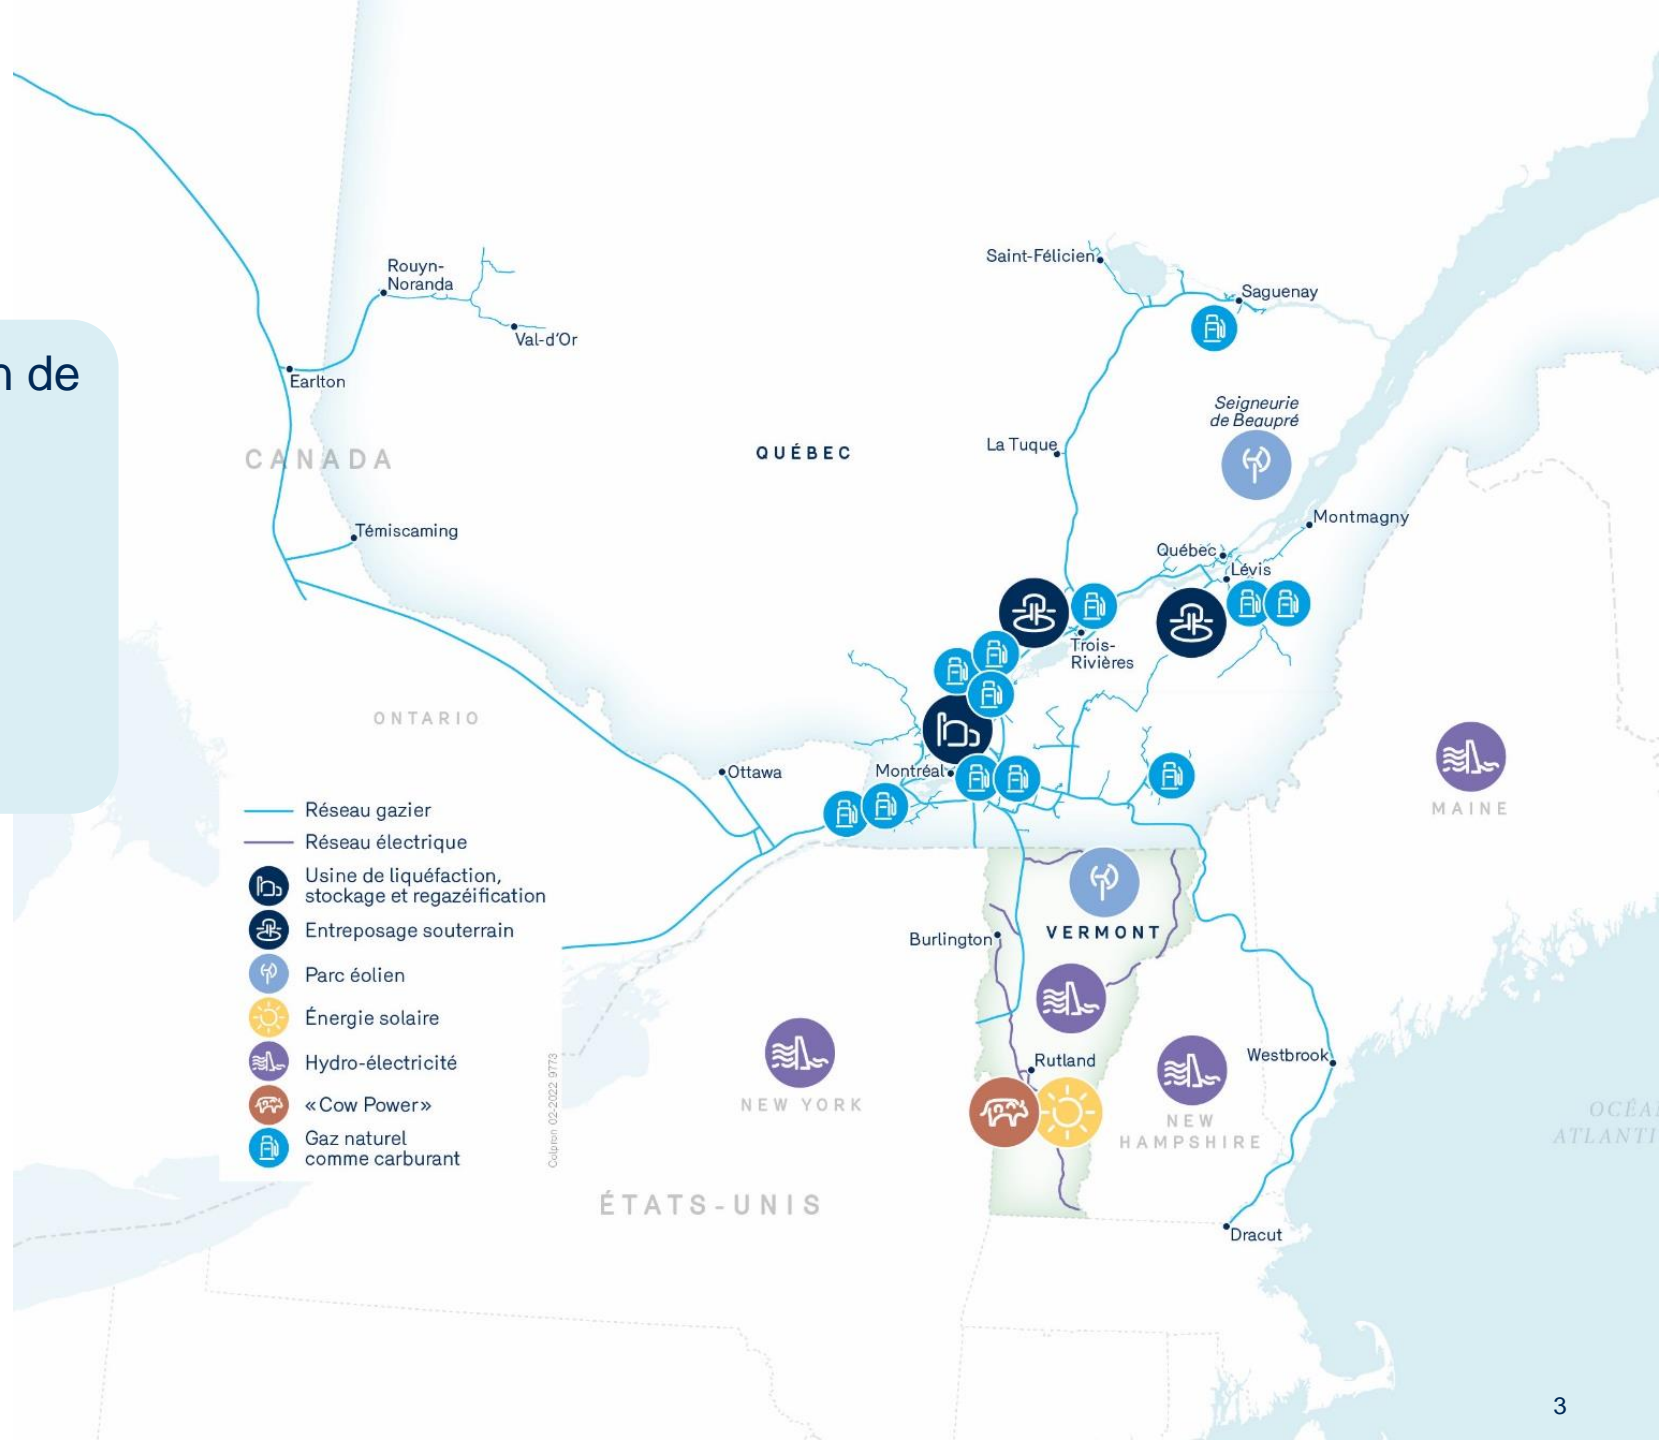 Saint-Félicien
Rouyn-
Noranda
Saguenay
Val-d'Or
n de
Earlton
Seigneurie
de Beaupré
CANADA
QUÉBEC
La Tuque
Témiscaming
Montmagny
Québec
Lévis
Trois-
Rivières
ONTARIO
Ottawa
Montréal
MAINE
Réseau gazier
Réseau électrique
Usine de liquéfaction,
stockage et regazéification
Entreposage souterrain
Parc éolien
Énergie solaire
Hydro-électricité
«Cow Power»
Gaz naturel
comme carburant
Colpron 02-2022 9773
Burlington
VERMONT
Rutland
Westbrook
NEW YORK
NEW
HAMPSHIRE
OCÉA
ATLANTI
ÉTATS-UNIS
Dracut
3